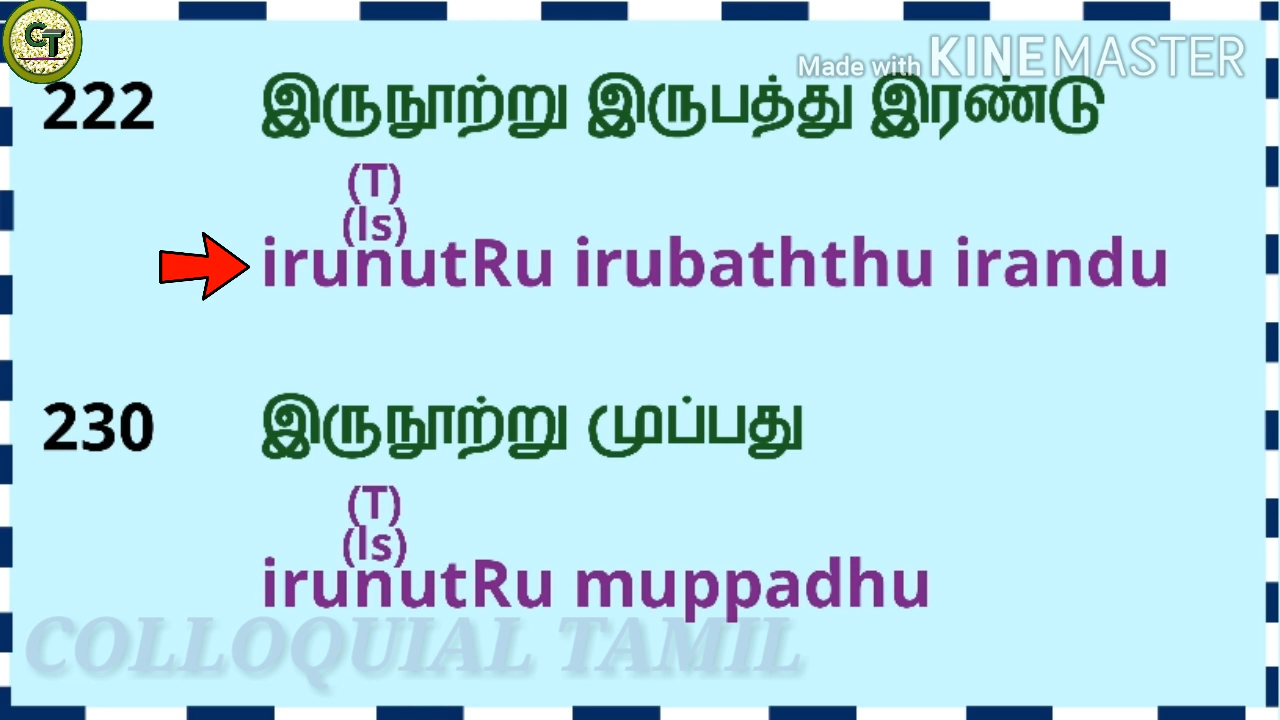 CT
Made with KINEMASTER
222 இருநூற்று இருபத்து இரண்டு
(T)
(ls)
irunutRu irubaththu irandu
230 இருநூற்று முப்பது
(T)
(ls)
irunutRu muppadhu
COLLOQUIAL TAMIL